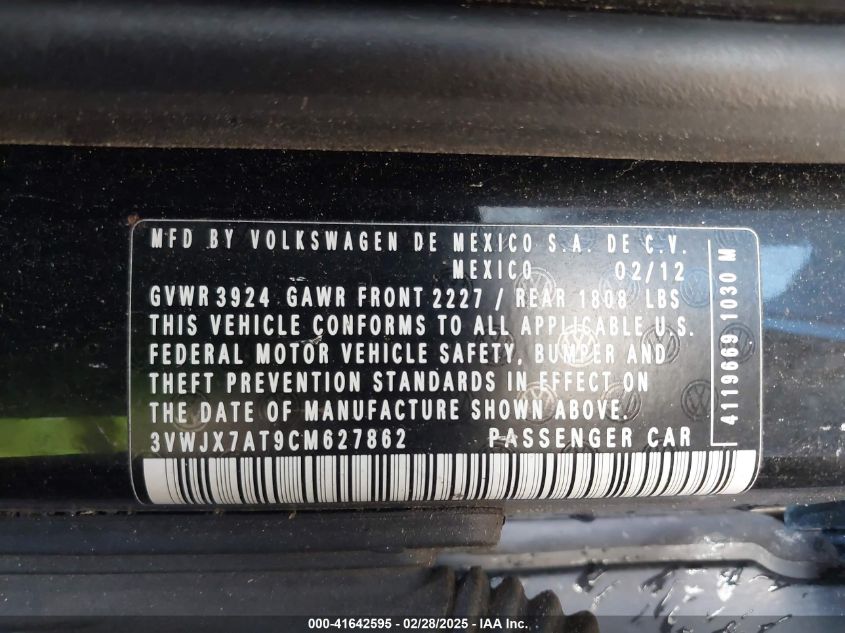 MFD BY VOLKSWAGEN DE MEXICO S.A. DE C.V.
MEXICO 02/12
GVWR 3924 GAWR FRONT 2227 / REAR 1808 LBS
THIS VEHICLE CONFORMS TO ALL APPLICABLE U.S.
FEDERAL MOTOR VEHICLE SAFETY, BUMPER AND
THEFT PREVENTION STANDARDS IN EFFECT ON
THE DATE OF MANUFACTURE SHOWN ABOVE.
3VWJX7AT9CM627862 PASSENGER CAR
4119669 1030 M
000-41642595 - 02/28/2025 - IAA Inc.